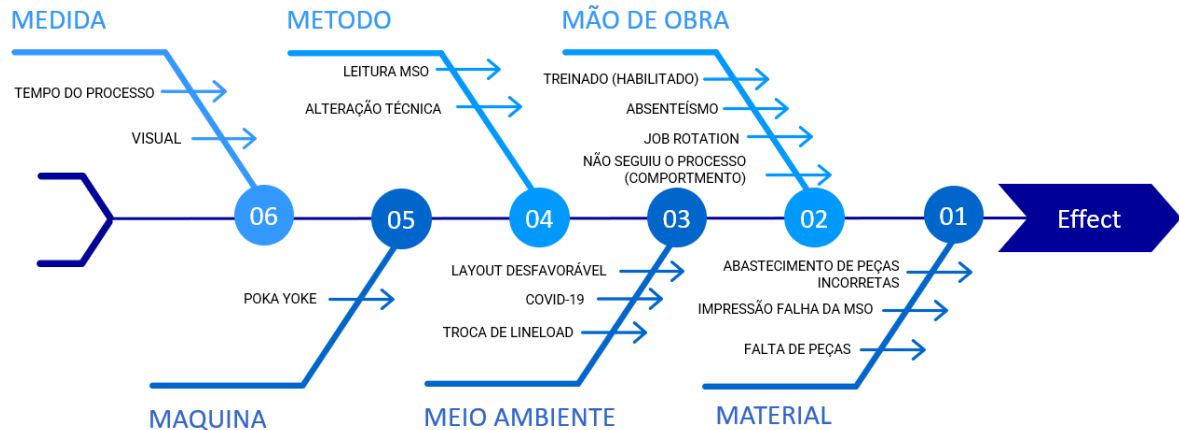 MEDIDA
METODO
MÃO DE OBRA
TEMPO DO PROCESSO
VISUAL
LEITURA MSO
ALTERAÇÃO TÉCNICA
TREINADO (HABILITADO)
ABSENTEÍSMO
JOB ROTATION
NÃO SEGUIU O PROCESSO
(COMPORTMENTO)
06
05
04
03
02
01
Effect
POKA YOKE
LAYOUT DESFAVORÁVEL
COVID-19
TROCA DE LINELOAD
ABASTECIMENTO DE PEÇAS
INCORRETAS
IMPRESSÃO FALHA DA MSO
FALTA DE PEÇAS
MAQUINA
MEIO AMBIENTE
MATERIAL